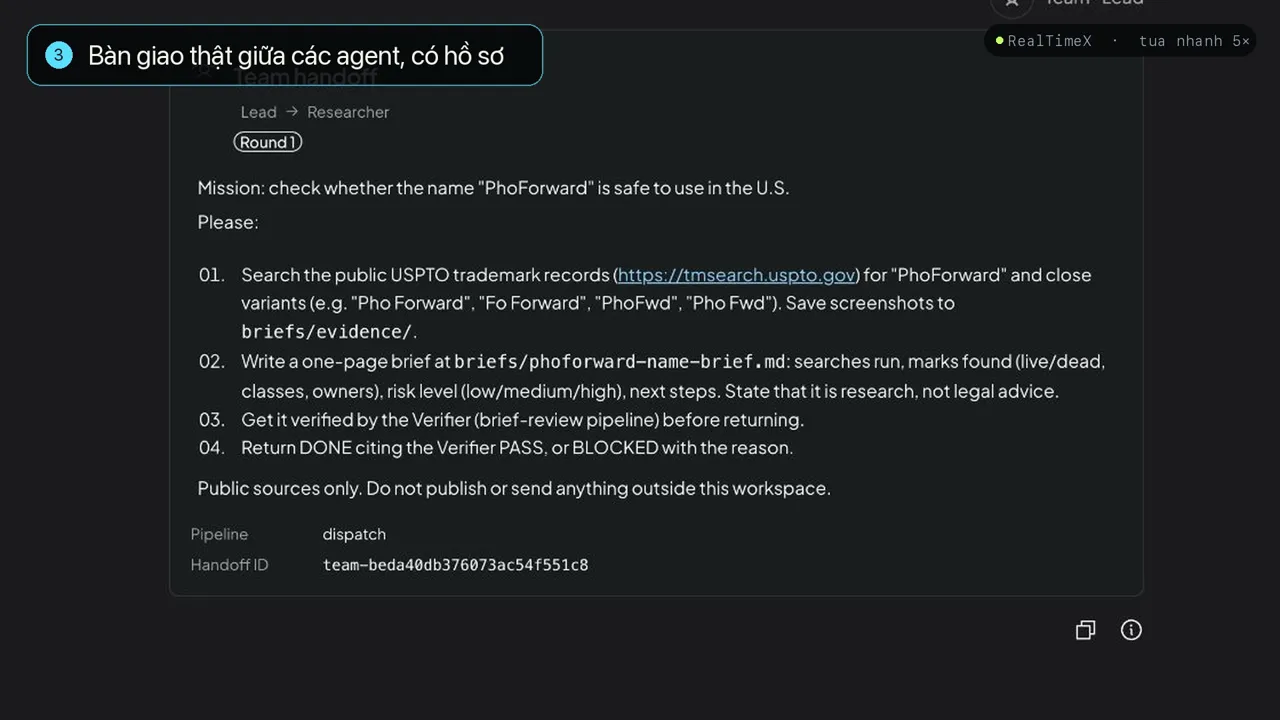 Team Lead
3 Bàn giao thật giữa các agent, có hồ sơ
RealTimeX · tua nhanh 5×
Team handoff
Lead → Researcher
Round 1
Mission: check whether the name "PhoForward" is safe to use in the U.S.
Please:
01. Search the public USPTO trademark records (https://tmsearch.uspto.gov) for "PhoForward" and close
variants (e.g. "Pho Forward", "Fo Forward", "PhoFwd", "Pho Fwd"). Save screenshots to
briefs/evidence/.
02. Write a one-page brief at briefs/phoforward-name-brief.md: searches run, marks found (live/dead,
classes, owners), risk level (low/medium/high), next steps. State that it is research, not legal advice.
03. Get it verified by the Verifier (brief-review pipeline) before returning.
04. Return DONE citing the Verifier PASS, or BLOCKED with the reason.
Public sources only. Do not publish or send anything outside this workspace.
Pipeline dispatch
Handoff ID team-beda40db376073ac54f551c8